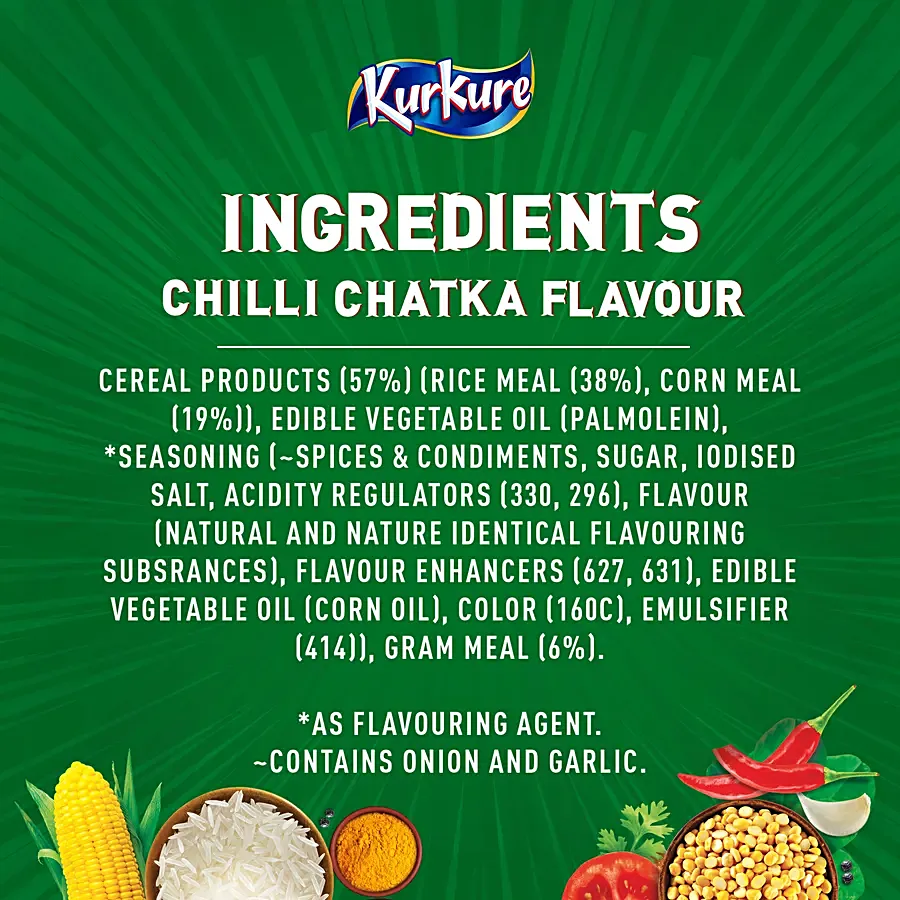 Kurkure
INGREDIENTS
CHILLI CHATKA FLAVOUR
CEREAL PRODUCTS (57%) (RICE MEAL (38%), CORN MEAL
(19%)), EDIBLE VEGETABLE OIL (PALMOLEIN),
*SEASONING (~SPICES & CONDIMENTS, SUGAR, IODISED
SALT, ACIDITY REGULATORS (330, 296), FLAVOUR
(NATURAL AND NATURE IDENTICAL FLAVOURING
SUBSRANCES), FLAVOUR ENHANCERS (627, 631), EDIBLE
VEGETABLE OIL (CORN OIL), COLOR (160C), EMULSIFIER
(414)), GRAM MEAL (6%).
*AS FLAVOURING AGENT.
~CONTAINS ONION AND GARLIC.